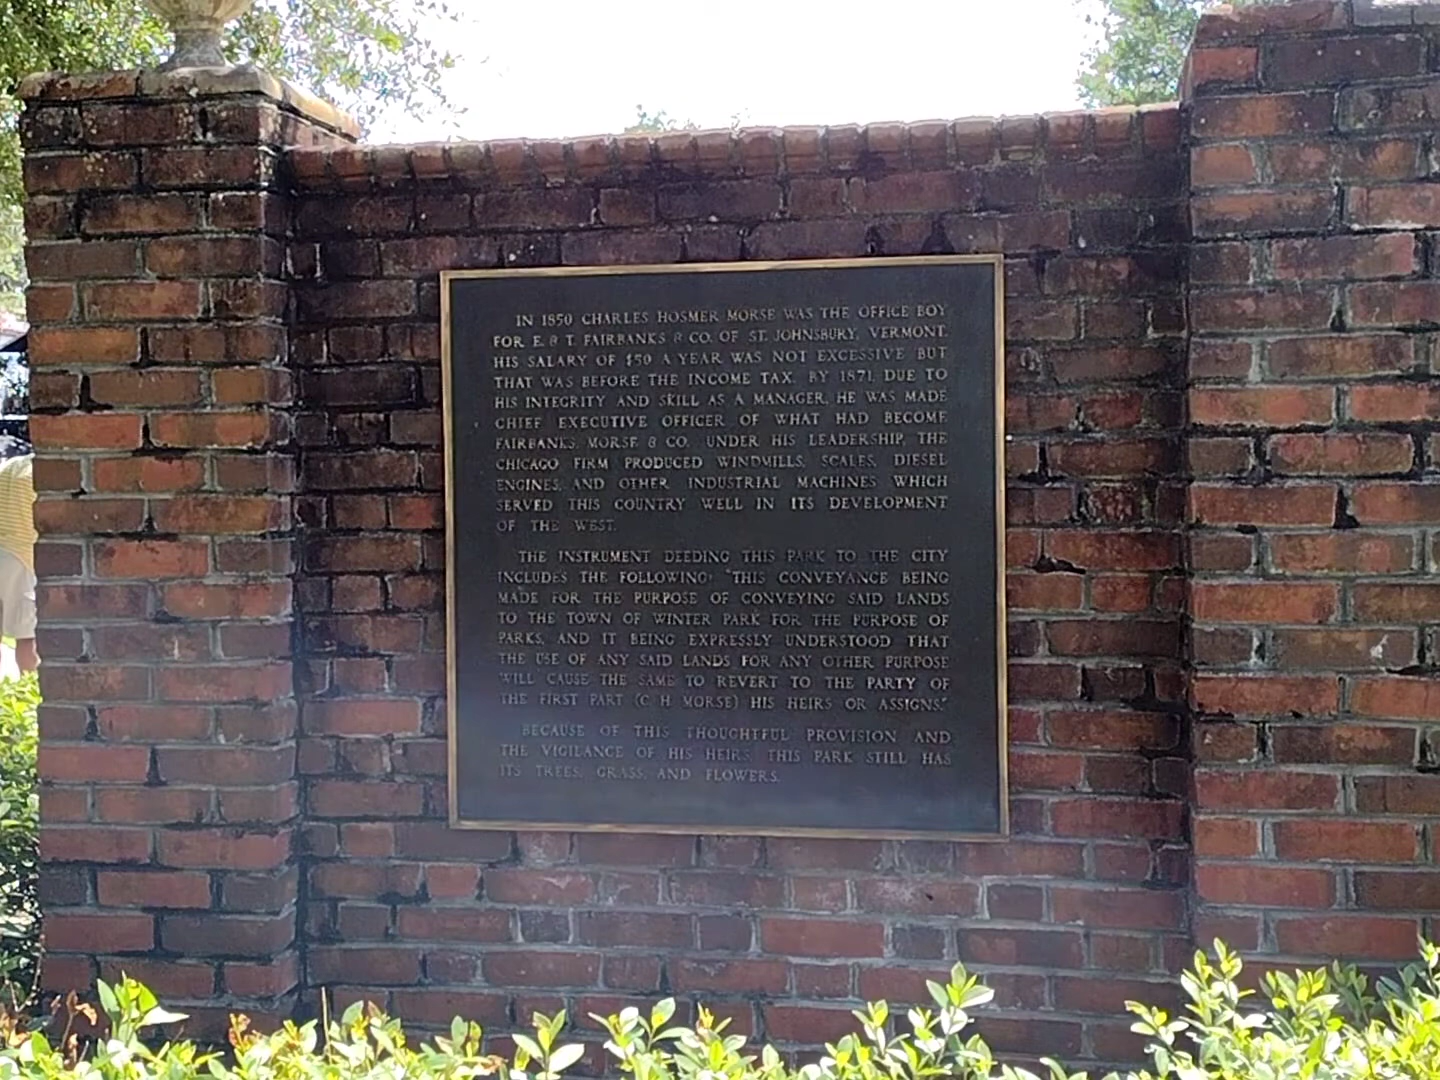 IN 1850 CHARLES HOSMER MORSE WAS THE OFFICE BOY
FOR E. & T. FAIRBANKS & CO. OF ST. JOHNSBURY, VERMONT.
HIS SALARY OF $50 A YEAR WAS NOT EXCESSIVE BUT
THAT WAS BEFORE THE INCOME TAX. BY 1871, DUE TO
HIS INTEGRITY AND SKILL AS A MANAGER, HE WAS MADE
CHIEF EXECUTIVE OFFICER OF WHAT HAD BECOME
FAIRBANKS, MORSE & CO. UNDER HIS LEADERSHIP, THE
CHICAGO FIRM PRODUCED WINDMILLS, SCALES, DIESEL
ENGINES, AND OTHER INDUSTRIAL MACHINES WHICH
SERVED THIS COUNTRY WELL IN ITS DEVELOPMENT
OF THE WEST.
THE INSTRUMENT DEEDING THIS PARK TO THE CITY
INCLUDES THE FOLLOWING: "THIS CONVEYANCE BEING
MADE FOR THE PURPOSE OF CONVEYING SAID LANDS
TO THE TOWN OF WINTER PARK FOR THE PURPOSE OF
PARKS, AND IT BEING EXPRESSLY UNDERSTOOD THAT
THE USE OF ANY SAID LANDS FOR ANY OTHER PURPOSE
WILL CAUSE THE SAME TO REVERT TO THE PARTY OF
THE FIRST PART (C. H. MORSE) HIS HEIRS OR ASSIGNS."
BECAUSE OF THIS THOUGHTFUL PROVISION AND
THE VIGILANCE OF HIS HEIRS, THIS PARK STILL HAS
ITS TREES, GRASS, AND FLOWERS.